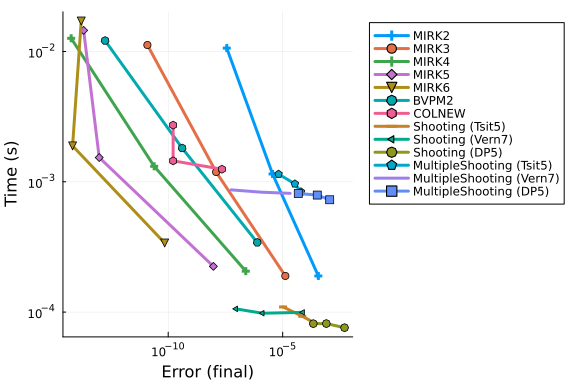 10⁻²
10⁻³
10⁻⁴
Time (s)
10⁻¹⁰
10⁻⁵
Error (final)
MIRK2
MIRK3
MIRK4
MIRK5
MIRK6
BVPM2
COLNEW
Shooting (Tsit5)
Shooting (Vern7)
Shooting (DP5)
MultipleShooting (Tsit5)
MultipleShooting (Vern7)
MultipleShooting (DP5)